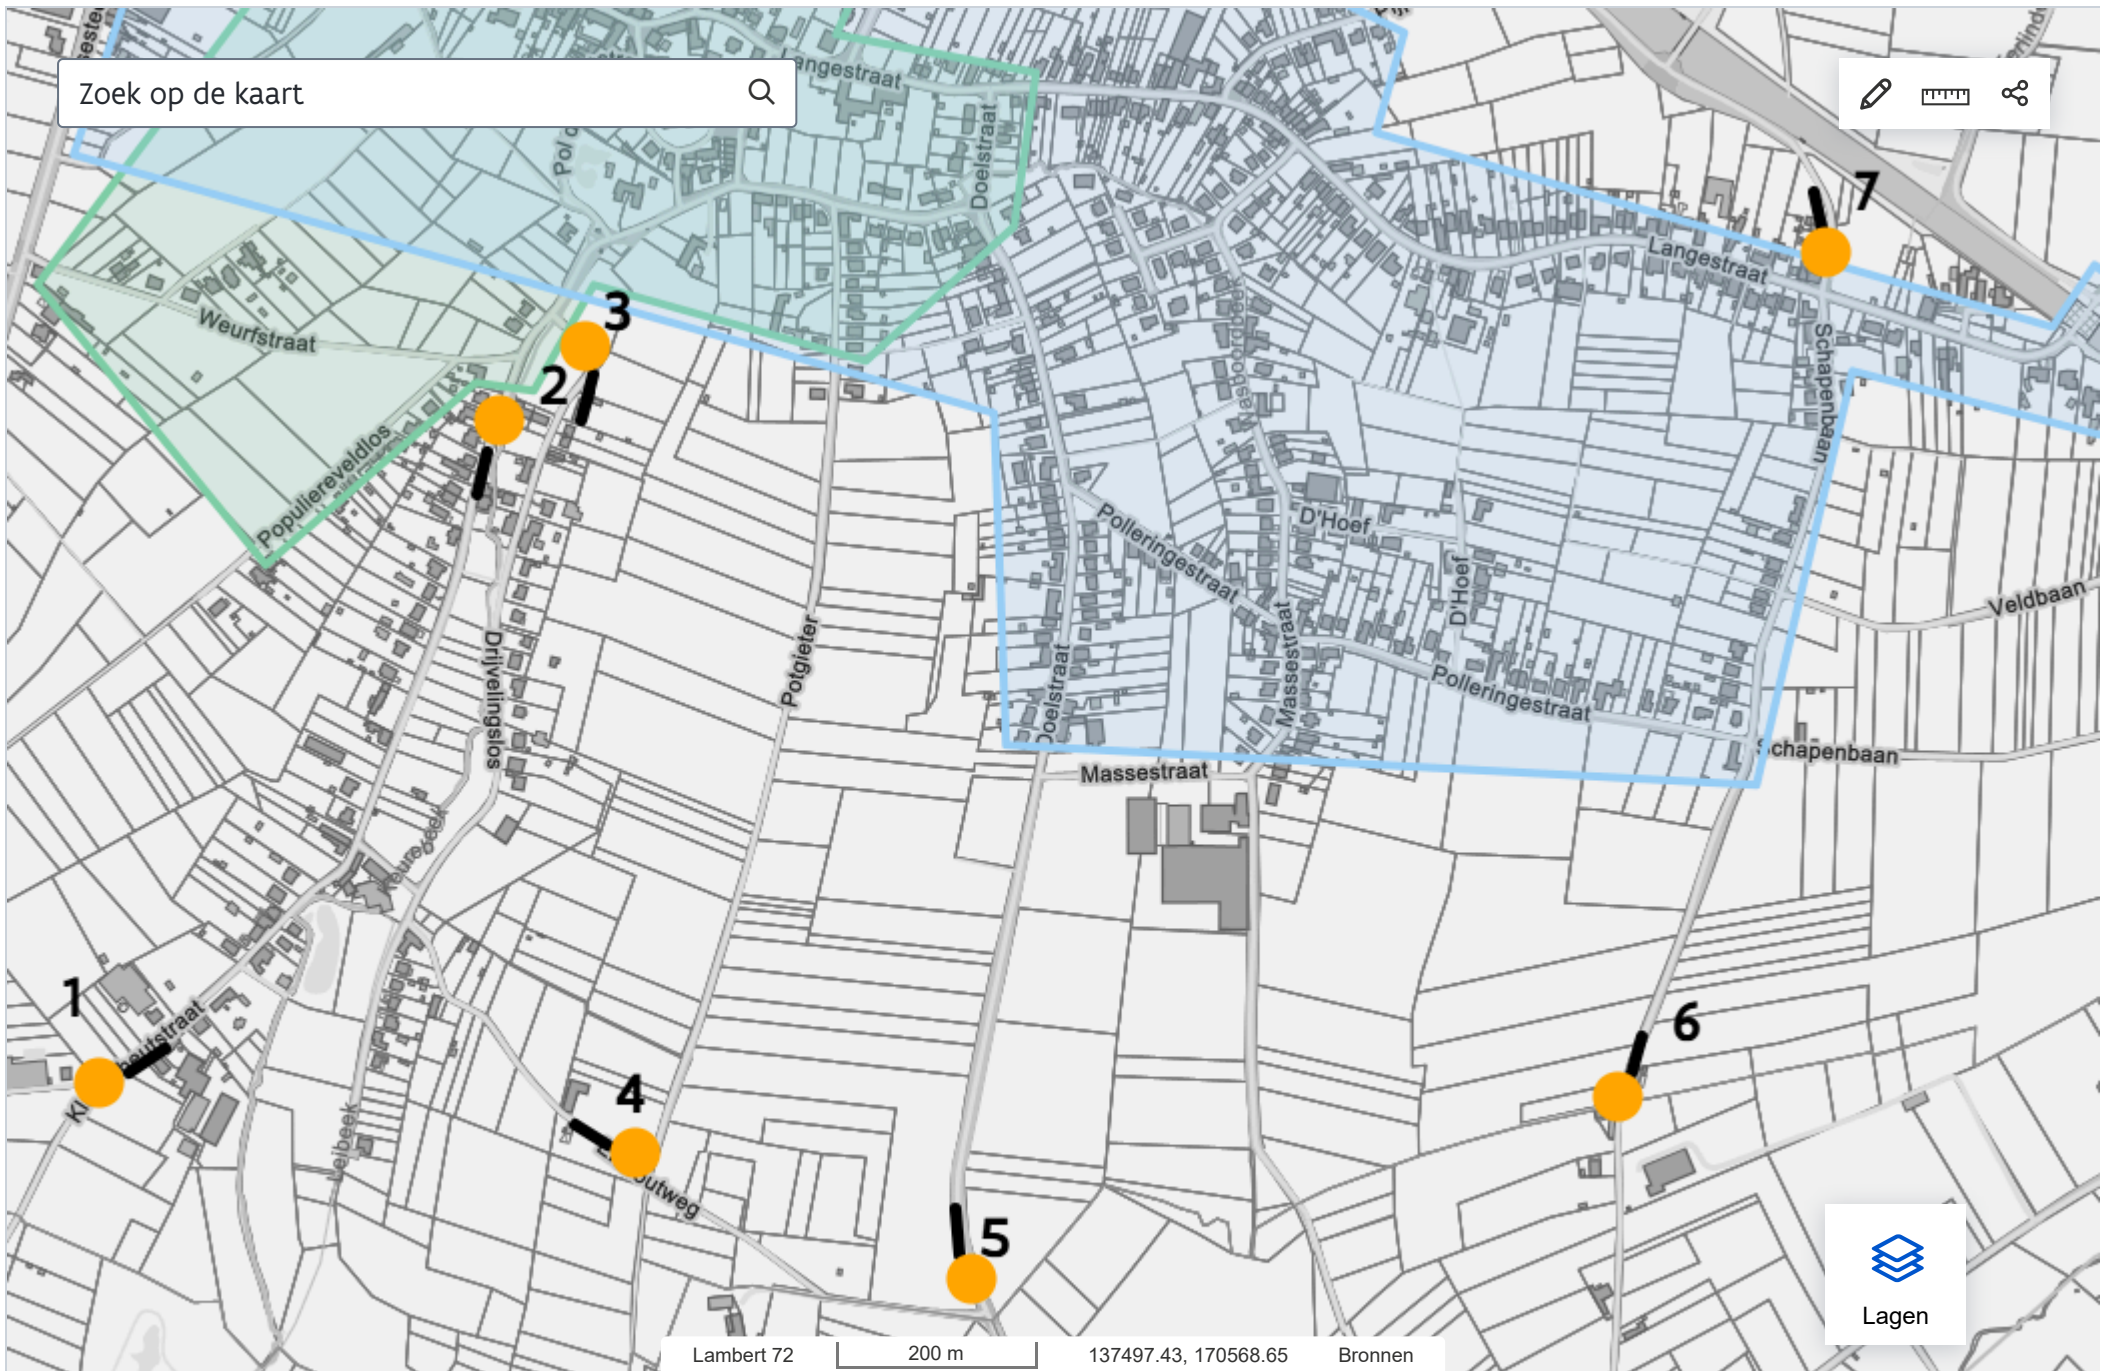 Zoek op de kaart
Langestraat
Doelstraat
7
Langestraat
3
Weurfstraat
2
Schapenbaan
Populiereveldlos
D'Hoef
Polleringestraat
D'Hoef
Veldbaan
Drijvelingslos
Potgieter
Doelstraat
Massestraat
Polleringestraat
Schapenbaan
Massestraat
1
6
4
5
Lagen
Lambert 72
200 m
137497.43, 170568.65
Bronnen